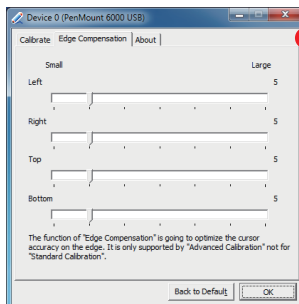 Device 0 (PenMount 6000 USB)
Calibrate Edge Compensation About
Small Large
Left 5
Right 5
Top 5
Bottom 5
The function of "Edge Compensation" is going to optimize the cursor
accuracy on the edge. It is only supported by "Advanced Calibration" not for
"Standard Calibration".
Back to Default OK